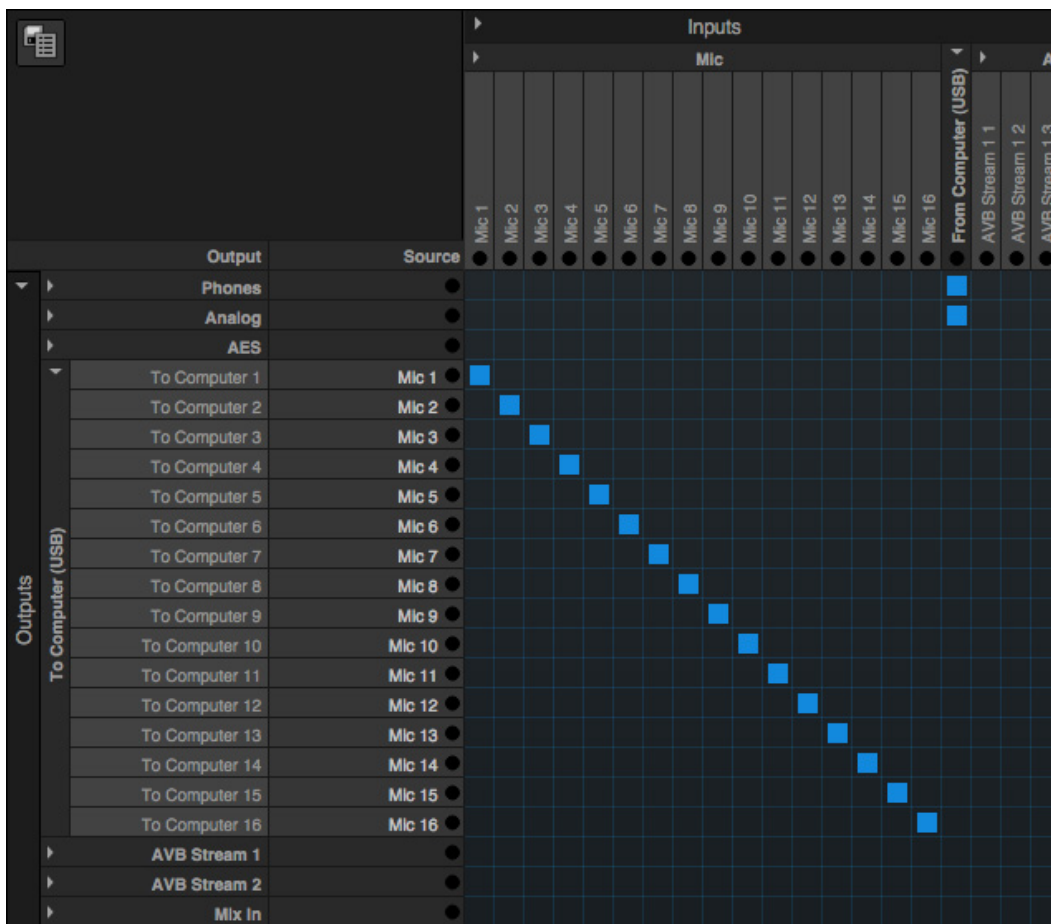 Inputs
Mic
A
Mic 1
Mic 2
Mic 3
Mic 4
Mic 5
Mic 6
Mic 7
Mic 8
Mic 9
Mic 10
Mic 11
Mic 12
Mic 13
Mic 14
Mic 15
Mic 16
From Computer (USB)
AVB Stream 1 1
AVB Stream 1 2
AVB Stream 1 3
Output Source
Phones
Analog
AES
To Computer 1 Mic 1
To Computer 2 Mic 2
To Computer 3 Mic 3
To Computer 4 Mic 4
To Computer 5 Mic 5
To Computer 6 Mic 6
To Computer 7 Mic 7
To Computer 8 Mic 8
To Computer 9 Mic 9
To Computer 10 Mic 10
To Computer 11 Mic 11
To Computer 12 Mic 12
To Computer 13 Mic 13
To Computer 14 Mic 14
To Computer 15 Mic 15
To Computer 16 Mic 16
Outputs
To Computer (USB)
AVB Stream 1
AVB Stream 2
Mix In